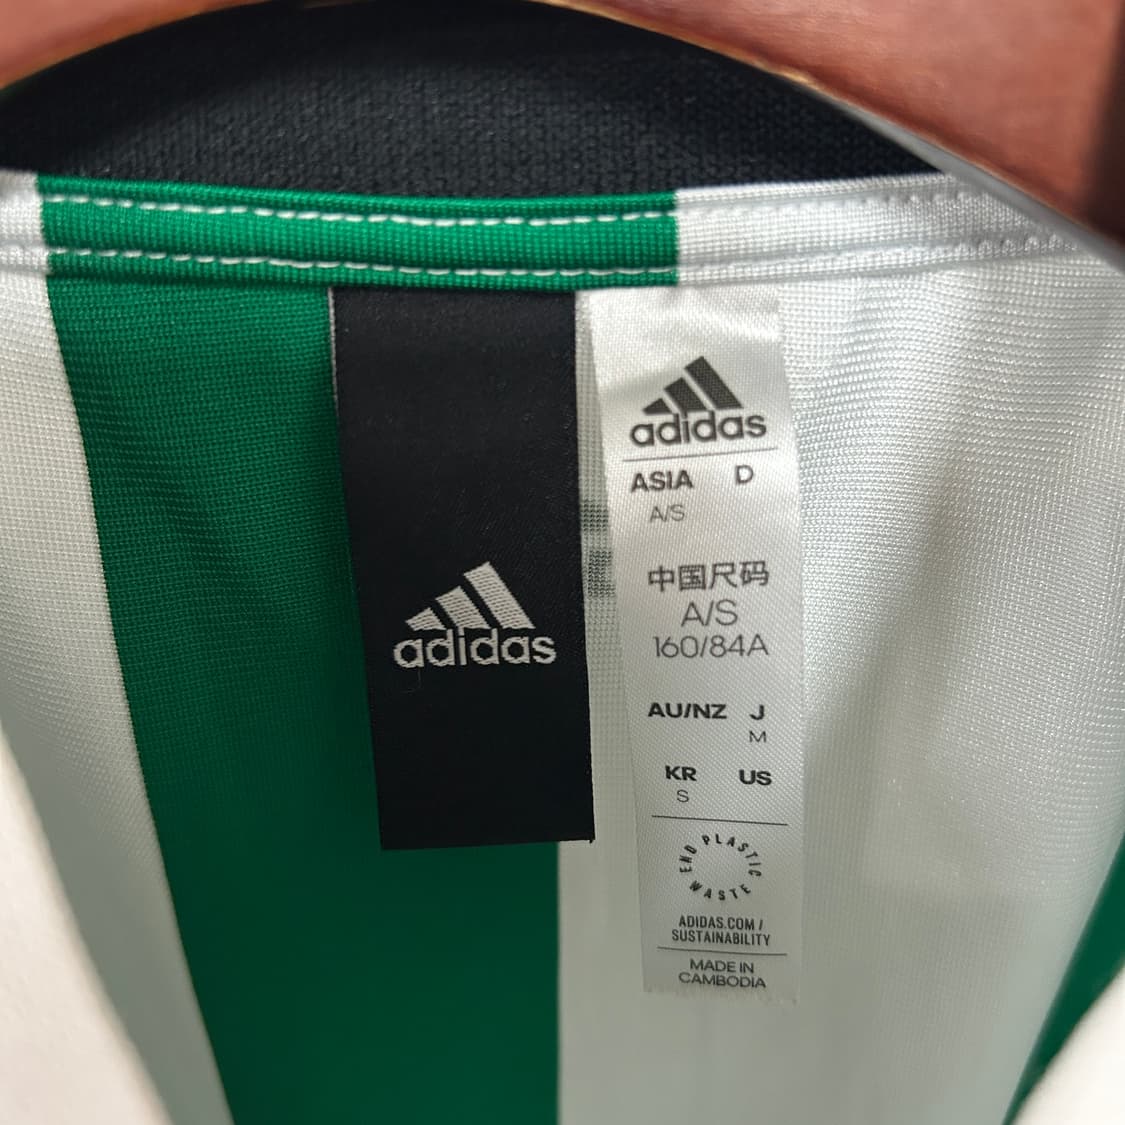 adidas
adidas
ASIA D
A/S
中国尺码
A/S
160/84A
AU/NZ J
M
KR US
S
END PLASTIC WASTE
ADIDAS.COM/
SUSTAINABILITY
MADE IN
CAMBODIA